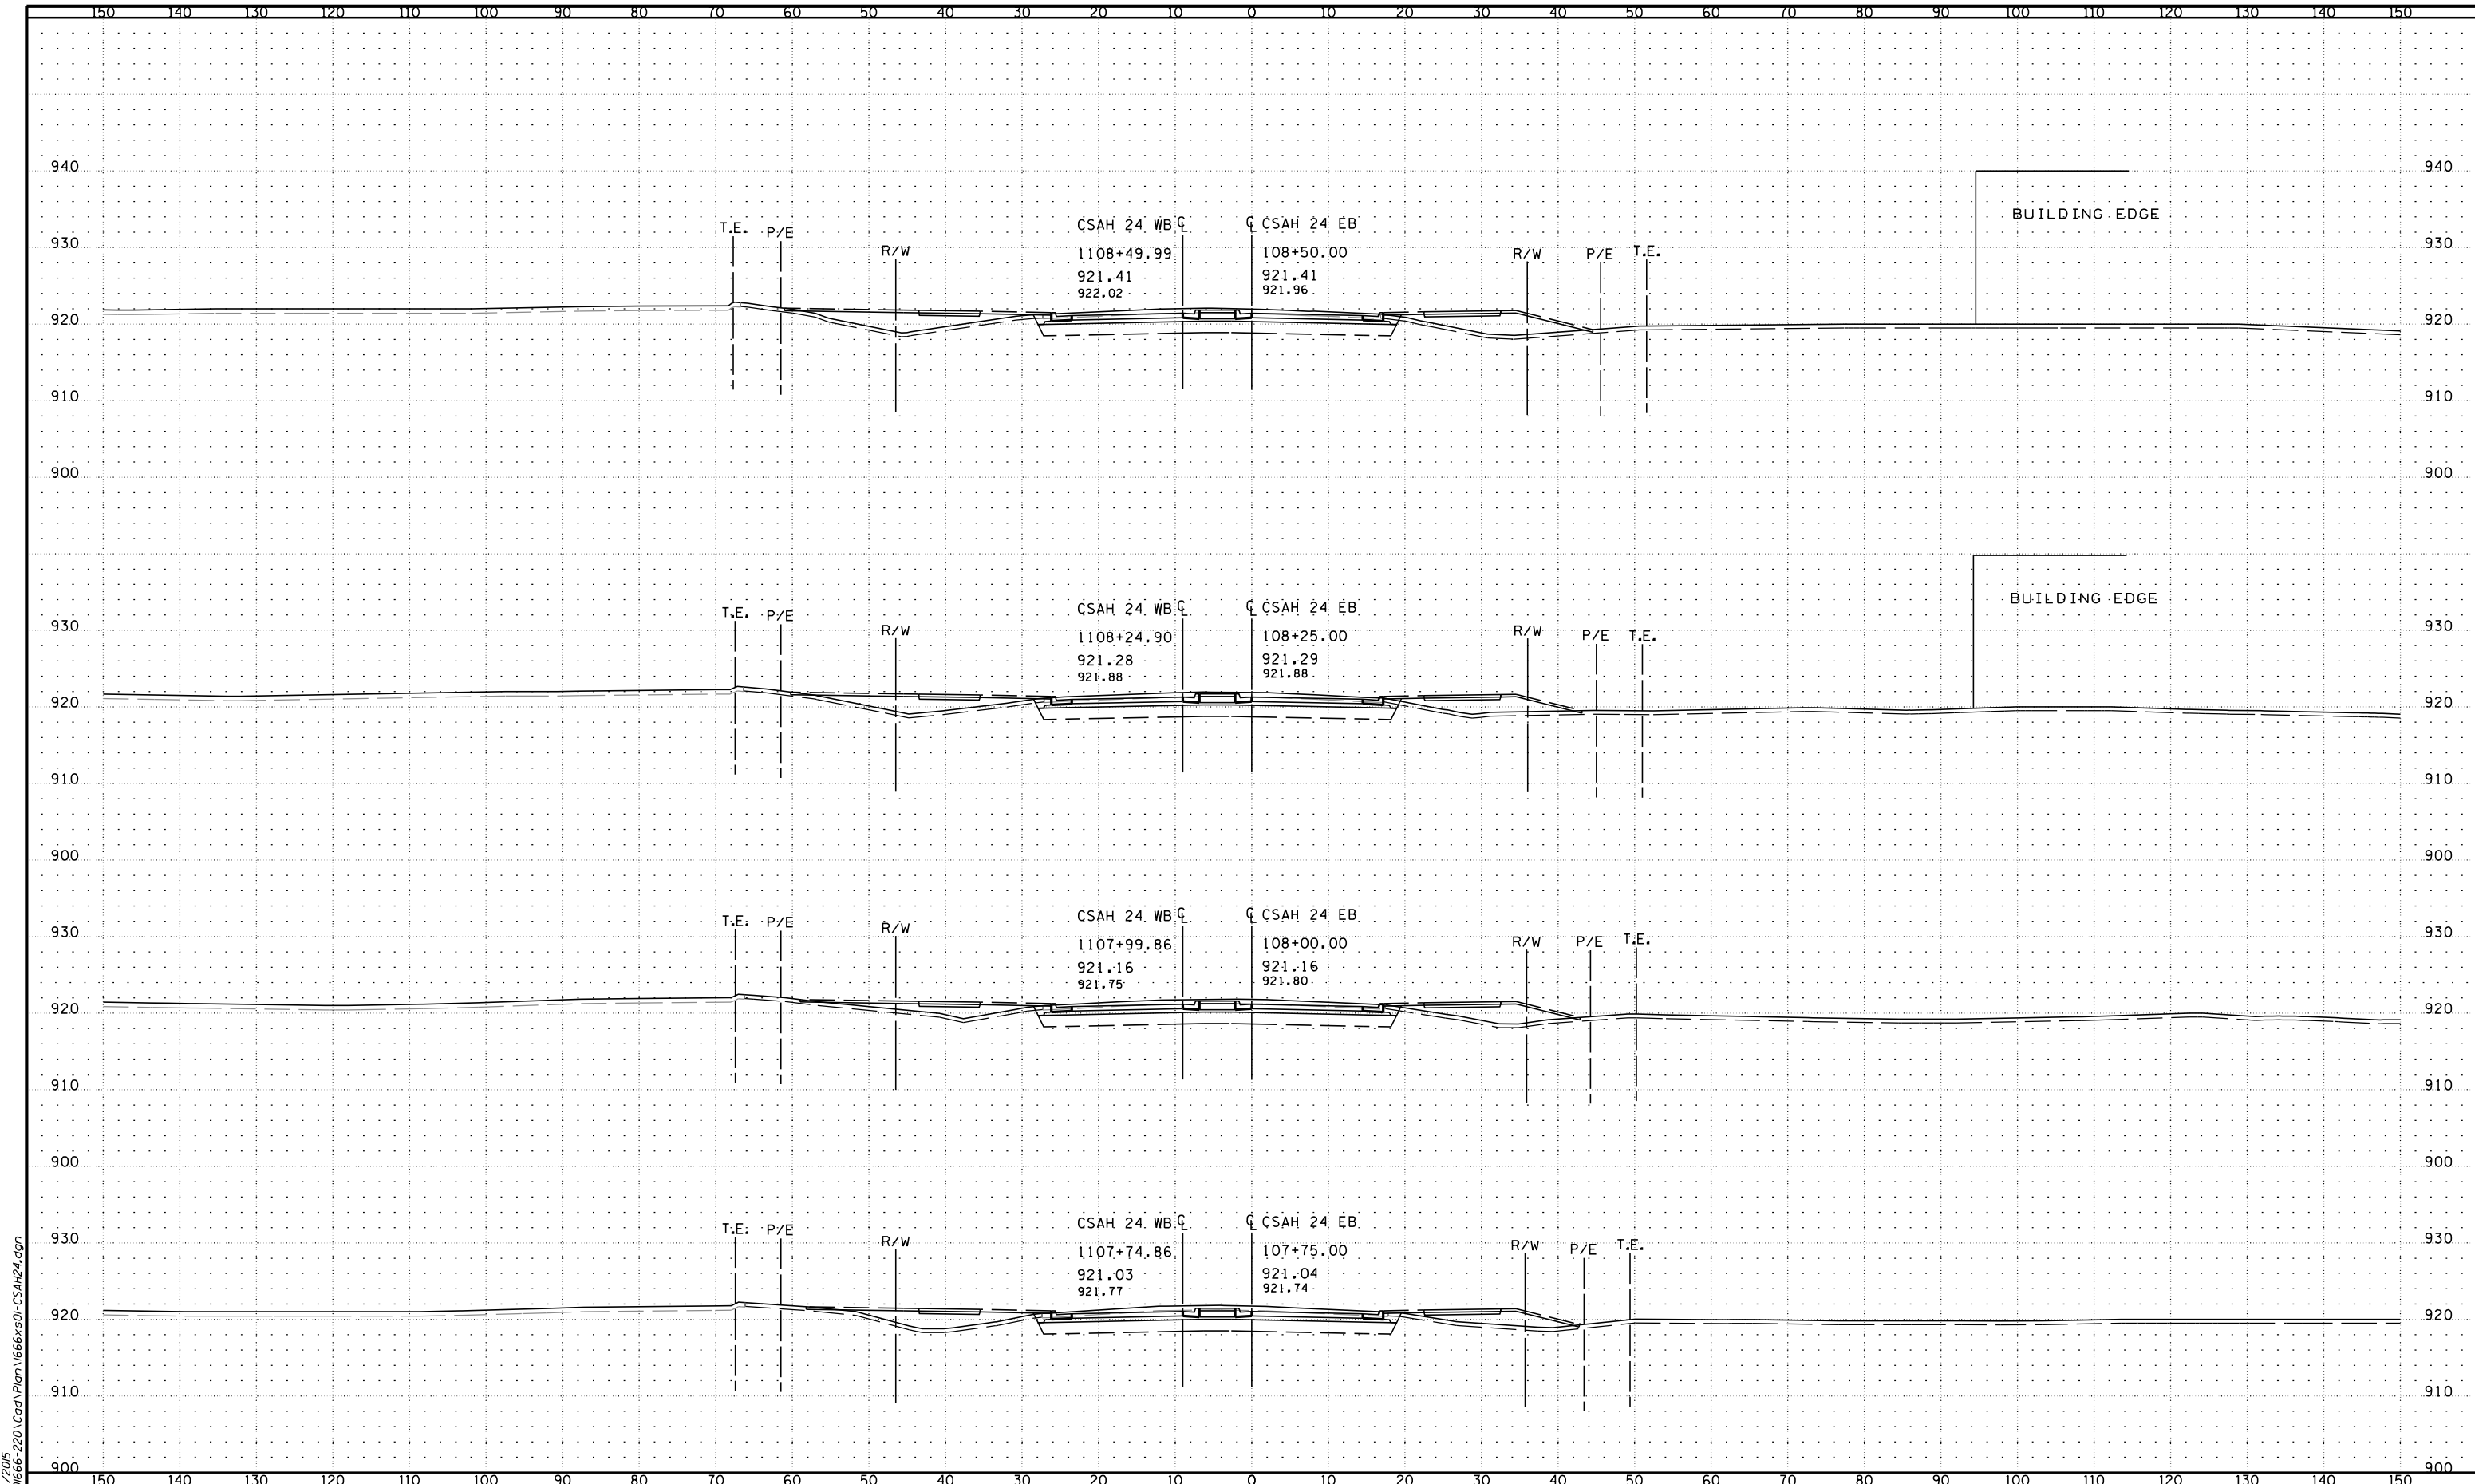 150 140 130 120 110 100 90 80 70 60 50 40 30 20 10 0 10 20 30 40 50 60 70 80 90 100 110 120 130 140 150
940 940
BUILDING EDGE
CSAH 24 WB ℄ ℄ CSAH 24 EB
T.E. P/E
930 930
R/W 1108+49.99 108+50.00 R/W P/E T.E.
921.41 921.41
922.02 921.96
920 920
910 910
900 900
BUILDING EDGE
CSAH 24 WB ℄ ℄ CSAH 24 EB
T.E. P/E
930 R/W R/W 930
1108+24.90 108+25.00 P/E T.E.
921.28 921.29
921.88 921.88
920 920
910 910
900 900
CSAH 24 WB ℄ ℄ CSAH 24 EB
T.E. P/E
R/W
930 930
1107+99.86 108+00.00 R/W P/E T.E.
921.16 921.16
921.75 921.80
920 920
910 910
900 900
CSAH 24 WB ℄ ℄ CSAH 24 EB
T.E. P/E
930 930
R/W 1107+74.86 107+75.00 R/W P/E T.E.
921.03 921.04
921.77 921.74
920 920
910 910
900 900
150 140 130 120 110 100 90 80 70 60 50 40 30 20 10 0 10 20 30 40 50 60 70 80 90 100 110 120 130 140 150
/2015
1666-220\Cad\Plan\1666xs01-CSAH24.dgn